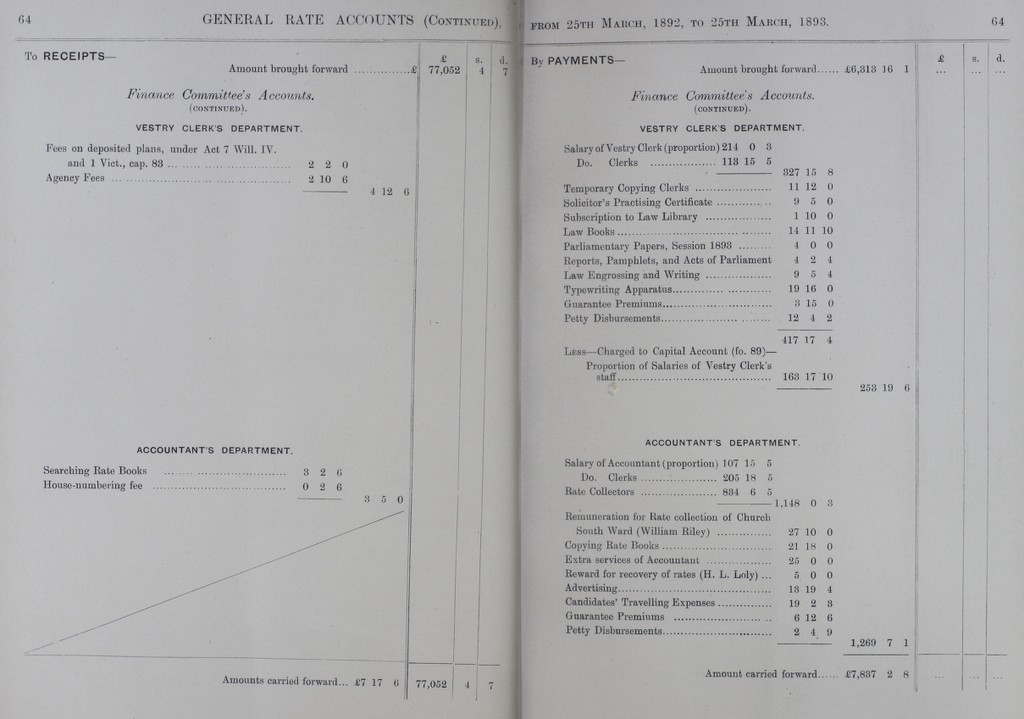 64
GENERAL RATE ACCOUNTS (CONTINUED),
To RECEIPTS—
£ s. d.
Amount brought forward ..............£ 77,052 4 7
Finance Committee's Accounts.
(CONTINUED).
VESTRY CLERK'S DEPARTMENT.
Fees on deposited plans, under Act 7 Will. IV.
and 1 Vict., cap. 83 .................................. 2 2 0
Agency Fees ................................................ 2 10 6
4 12 6
ACCOUNTANT'S DEPARTMENT.
Searching Rate Books .................................. 3 2 6
House-numbering fee ..................................... 0 2 6
3 5 0
Amounts carried forward... £7 17 6 77,052 4 7
FROM 25TH MARCH, 1892, TO 25TH MARCH, 1893.
64
By PAYMENTS—
£ s. d.
Amount brought forward...... £6,313 16 1 ... ... ...
Finance Committee's Accounts.
(CONTINUED).
VESTRY CLERK'S DEPARTMENT.
Salary of Vestry Clerk (proportion) 214 0 3
Do. Clerks .................. 113 15 5
327 15 8
Temporary Copying Clerks ..................... 11 12 0
Solicitor's Practising Certificate ............... 9 5 0
Subscription to Law Library .................. 1 10 0
Law Books.......................................... 14 11 10
Parliamentary Papers, Session 1893 ......... 4 0 0
Reports, Pamphlets, and Acts of Parliament 4 2 4
Law Engrossing and Writing .................. 9 5 4
Typewriting Apparatus........................... 19 16 0
Guarantee Premiums.............................. 3 15 0
Petty Disbursements.............................. 12 4 2
417 17 4
Less—Charged to Capital Account (fo. 89)—
Proportion of Salaries of Vestry Clerk's
staff.......................................... 163 17 10
253 19 6
ACCOUNTANT'S DEPARTMENT.
Salary of Accountant (proportion) 107 15 5
Do. Clerks ..................... 205 18 5
Rate Collectors ..................... 834 6 5
1,148 0 3
Remuneration for Rate collection of Church
South Ward (William Riley) ............... 27 10 0
Copying Rate Books .............................. 21 18 0
Extra services of Accountant .................. 25 0 0
Reward for recovery of rates (H. L. Loly) ... 5 0 0
Advertising.......................................... 13 19 4
Candidates' Travelling Expenses ............... 19 2 3
Guarantee Premiums ........................... 6 12 6
Petty Disbursements.............................. 2 4 9
1,269 7 1
Amount carried forward...... £7,837 2 8 ... ... ...